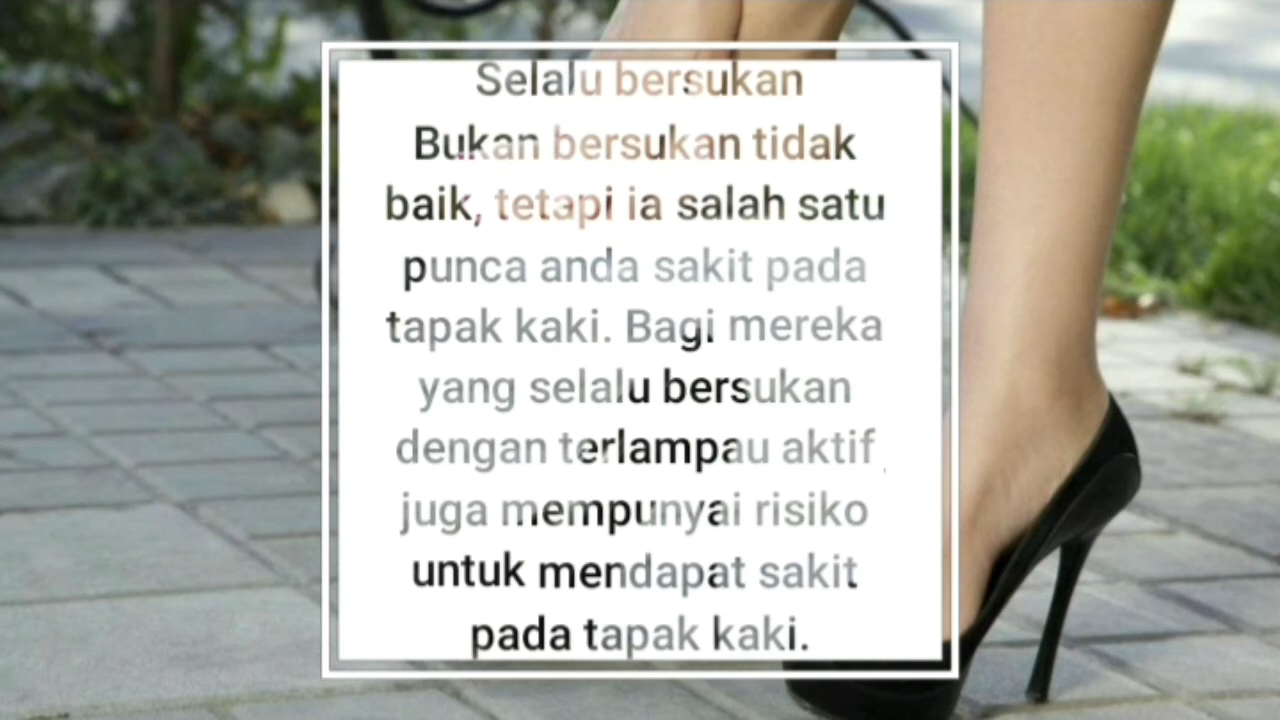 Selalu bersukan
Bukan bersukan tidak
baik, tetapi ia salah satu
punca anda sakit pada
tapak kaki. Bagi mereka
yang selalu bersukan
dengan terlampau aktif
juga mempunyai risiko
untuk mendapat sakit
pada tapak kaki.